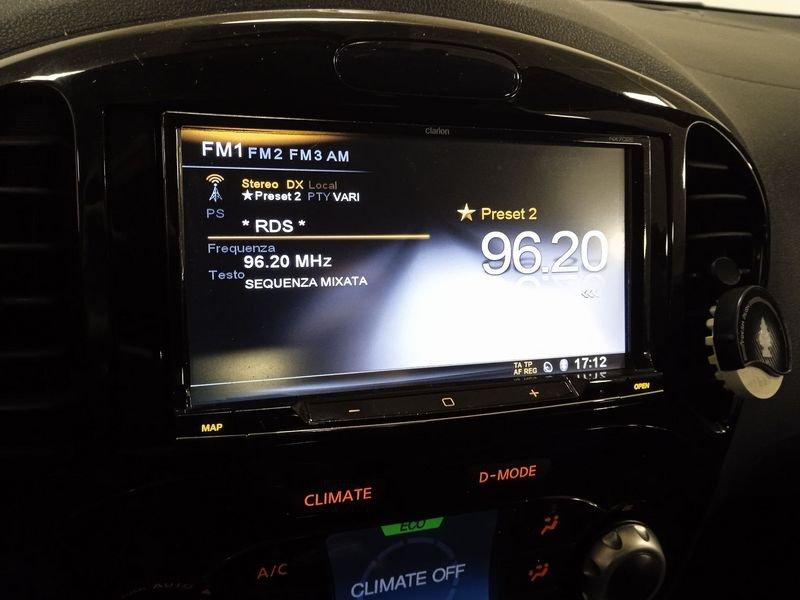 clarion
FM1 FM2 FM3 AM
Stereo DX Local
★Preset 2 PTY VARI
PS
* RDS *
Frequenza
96.20 MHz
Testo
SEQUENZA MIXATA
★ Preset 2
96.20
TA TP
AF REG
17:12
MAP
OPEN
CLIMATE
D-MODE
ECO
A/C
CLIMATE OFF